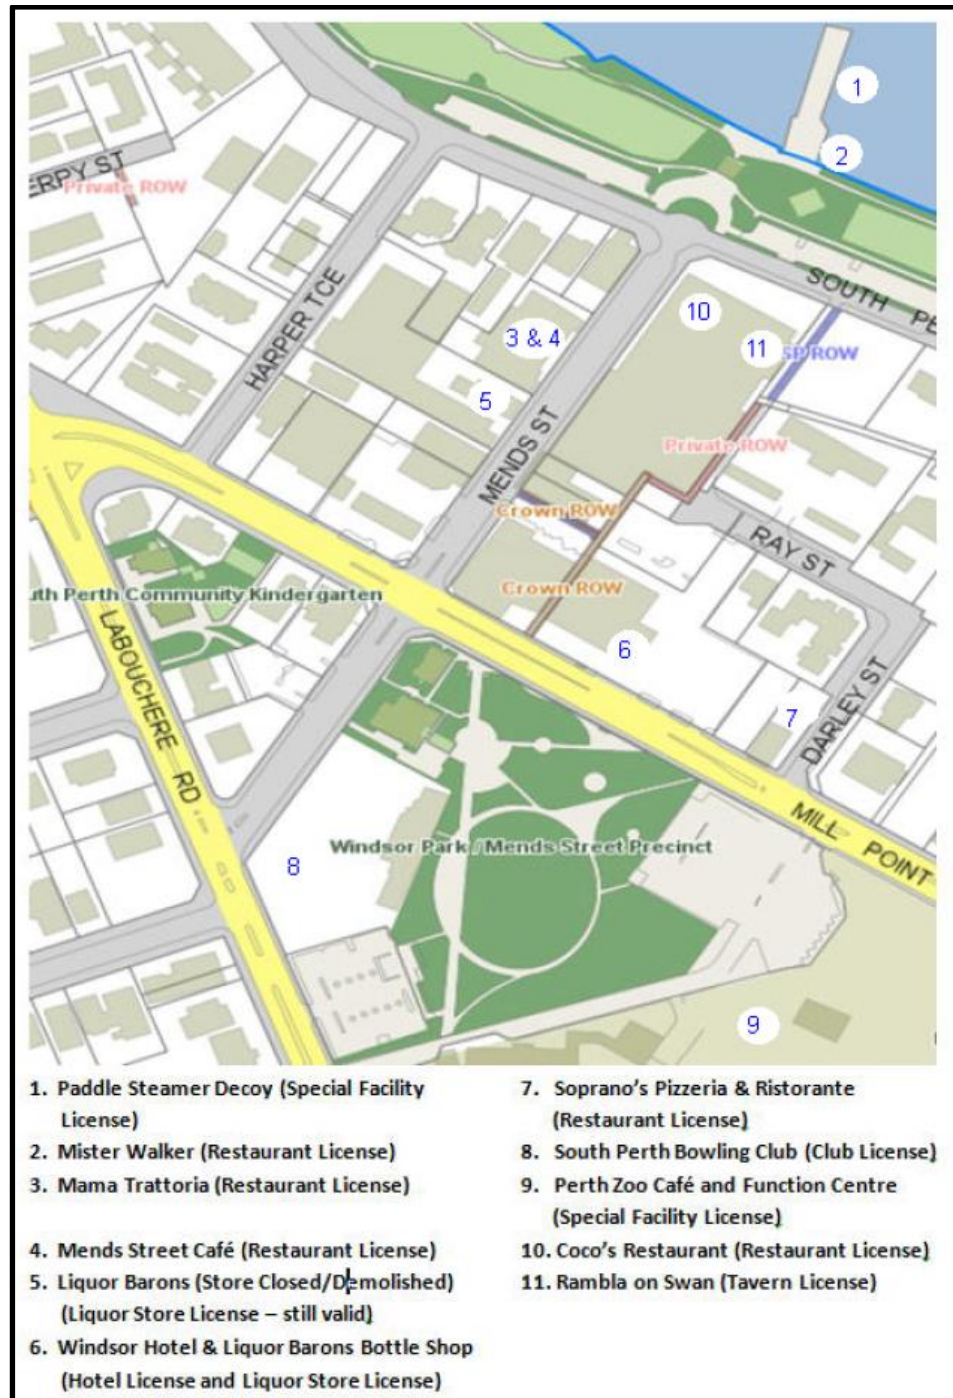 1
2
ERPY ST
Private ROW
SOUTH PE
10
HARPER TCE
3 & 4
11
SP ROW
5
MENDS ST
Private ROW
Crown ROW
RAY ST
Crown ROW
uth Perth Community Kindergarten
LABOUCHERE RD
6
7
DARLEY ST
MILL POINT
Windsor Park / Mends Street Precinct
8
9
1. Paddle Steamer Decoy (Special Facility
License)
2. Mister Walker (Restaurant License)
3. Mama Trattoria (Restaurant License)
4. Mends Street Café (Restaurant License)
5. Liquor Barons (Store Closed/Demolished)
(Liquor Store License – still valid)
6. Windsor Hotel & Liquor Barons Bottle Shop
(Hotel License and Liquor Store License)
7. Soprano's Pizzeria & Ristorante
(Restaurant License)
8. South Perth Bowling Club (Club License)
9. Perth Zoo Café and Function Centre
(Special Facility License)
10. Coco's Restaurant (Restaurant License)
11. Rambla on Swan (Tavern License)